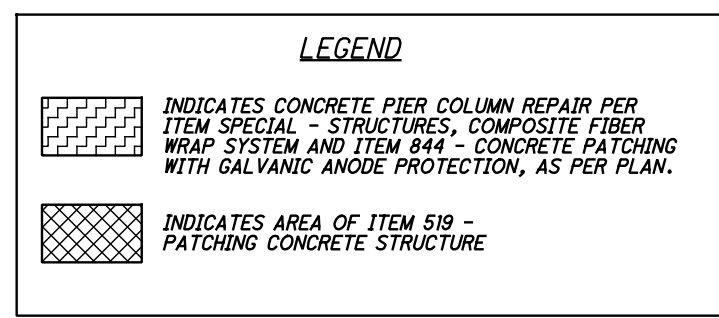 LEGEND
INDICATES CONCRETE PIER COLUMN REPAIR PER
ITEM SPECIAL - STRUCTURES, COMPOSITE FIBER
WRAP SYSTEM AND ITEM 844 - CONCRETE PATCHING
WITH GALVANIC ANODE PROTECTION, AS PER PLAN.
INDICATES AREA OF ITEM 519 -
PATCHING CONCRETE STRUCTURE